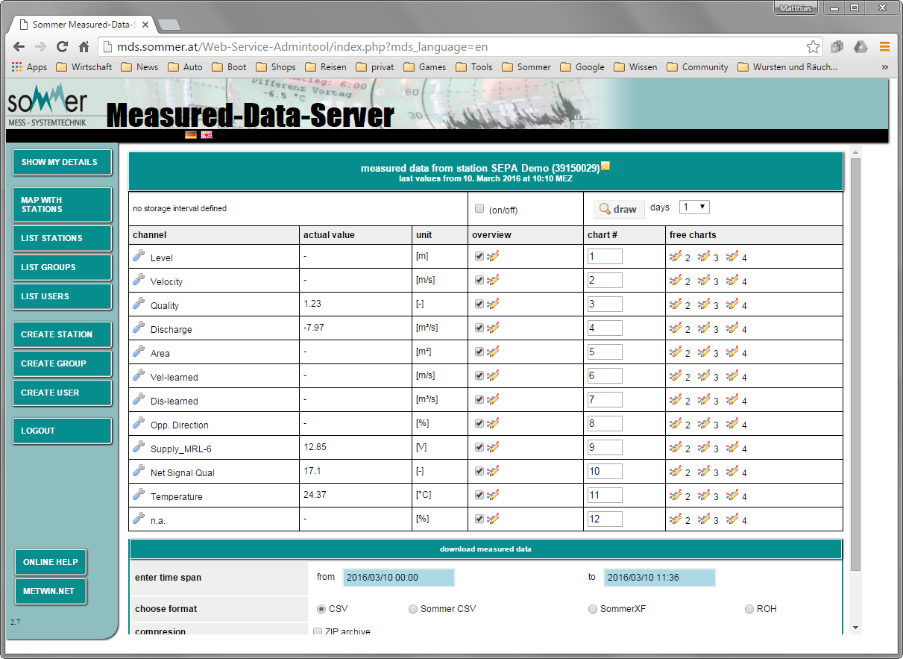 Matthias
Sommer Measured-Data-S
mds.sommer.at/Web-Service-Admintool/index.php?mds_language=en
Apps Wirtschaft News Auto Boot Shops Reisen privat Games Tools Sommer Google Wissen Community Wursten und Räuch... »
sommer
MESS - SYSTEMTECHNIK
Differenz Vortag
-6.5 °C
6:00
60
30
Measured-Data-Server
SHOW MY DETAILS
MAP WITH
STATIONS
LIST STATIONS
LIST GROUPS
LIST USERS
CREATE STATION
CREATE GROUP
CREATE USER
LOGOUT
ONLINE HELP
METWIN.NET
2.7
measured data from station SEPA Demo (39150029)
last values from 10. March 2016 at 10:10 MEZ
no storage interval defined (on/off) draw days 1
channel actual value unit overview chart # free charts
Level - [m] 1 2 3 4
Velocity - [m/s] 2 2 3 4
Quality 1.23 [-] 3 2 3 4
Discharge -7.97 [m³/s] 4 2 3 4
Area - [m²] 5 2 3 4
Vel-learned - [m/s] 6 2 3 4
Dis-learned - [m³/s] 7 2 3 4
Opp. Direction - [%] 8 2 3 4
Supply_MRL-6 12.85 [V] 9 2 3 4
Net Signal Qual 17.1 [-] 10 2 3 4
Temperature 24.37 [°C] 11 2 3 4
n.a. - [%] 12 2 3 4
download measured data
enter time span from 2016/03/10 00:00 to 2016/03/10 11:36
choose format CSV Sommer CSV SommerXF ROH
compresion ZIP archive